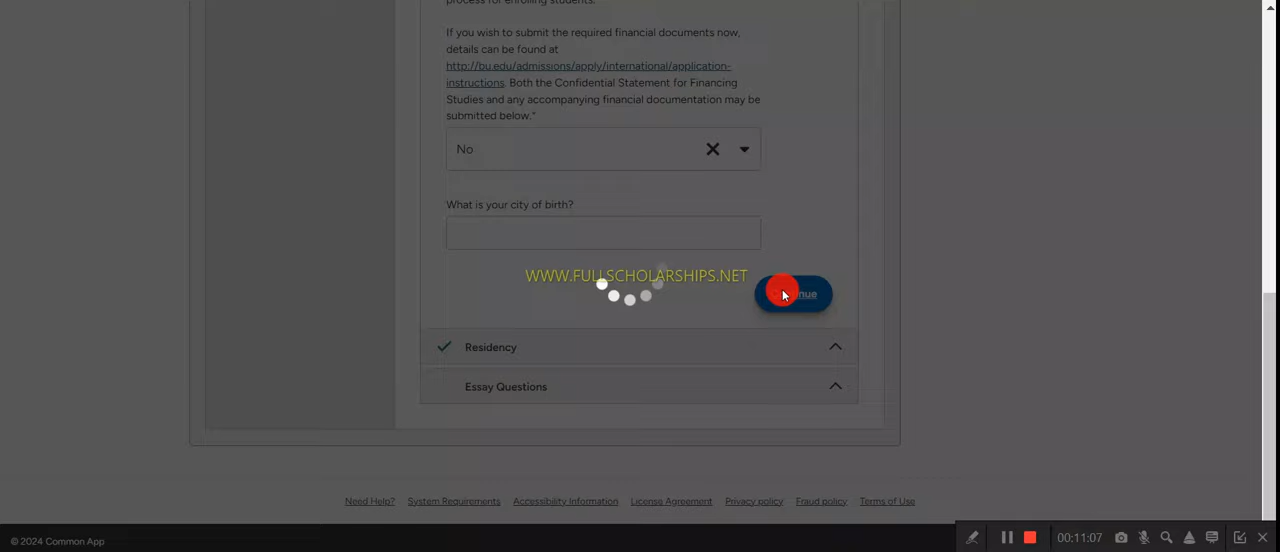 process for enrolling students.
If you wish to submit the required financial documents now,
details can be found at
http://bu.edu/admissions/apply/international/application-
instructions. Both the Confidential Statement for Financing
Studies and any accompanying financial documentation may be
submitted below.*
No
What is your city of birth?
WWW.FULLSCHOLARSHIPS.NET
Residency
Essay Questions
Need Help?
System Requirements
Accessibility Information
License Agreement
Privacy policy
Fraud policy
Terms of Use
© 2024 Common App
00:11:07